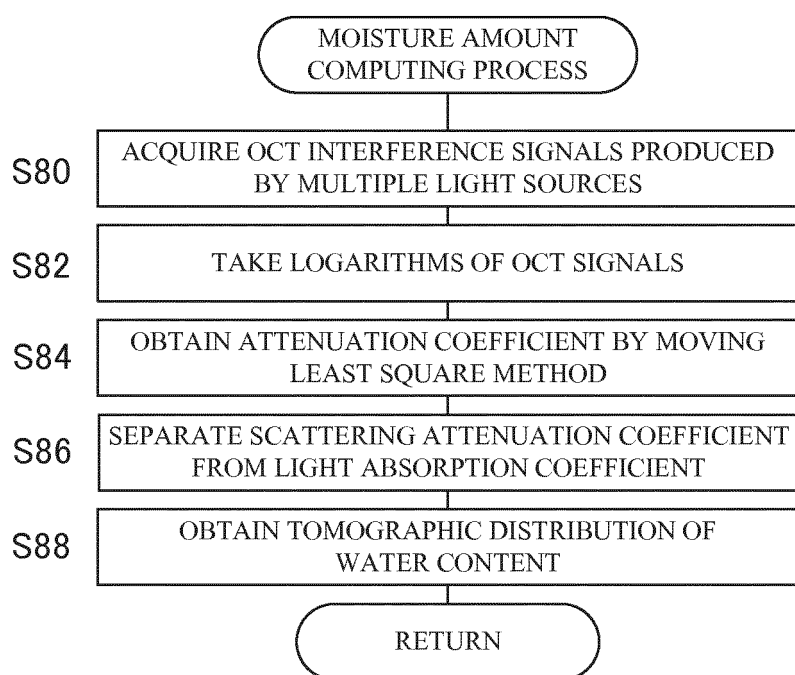 MOISTURE AMOUNT
COMPUTING PROCESS
S80
ACQUIRE OCT INTERFERENCE SIGNALS PRODUCED
BY MULTIPLE LIGHT SOURCES
S82
TAKE LOGARITHMS OF OCT SIGNALS
S84
OBTAIN ATTENUATION COEFFICIENT BY MOVING
LEAST SQUARE METHOD
S86
SEPARATE SCATTERING ATTENUATION COEFFICIENT
FROM LIGHT ABSORPTION COEFFICIENT
S88
OBTAIN TOMOGRAPHIC DISTRIBUTION OF
WATER CONTENT
RETURN